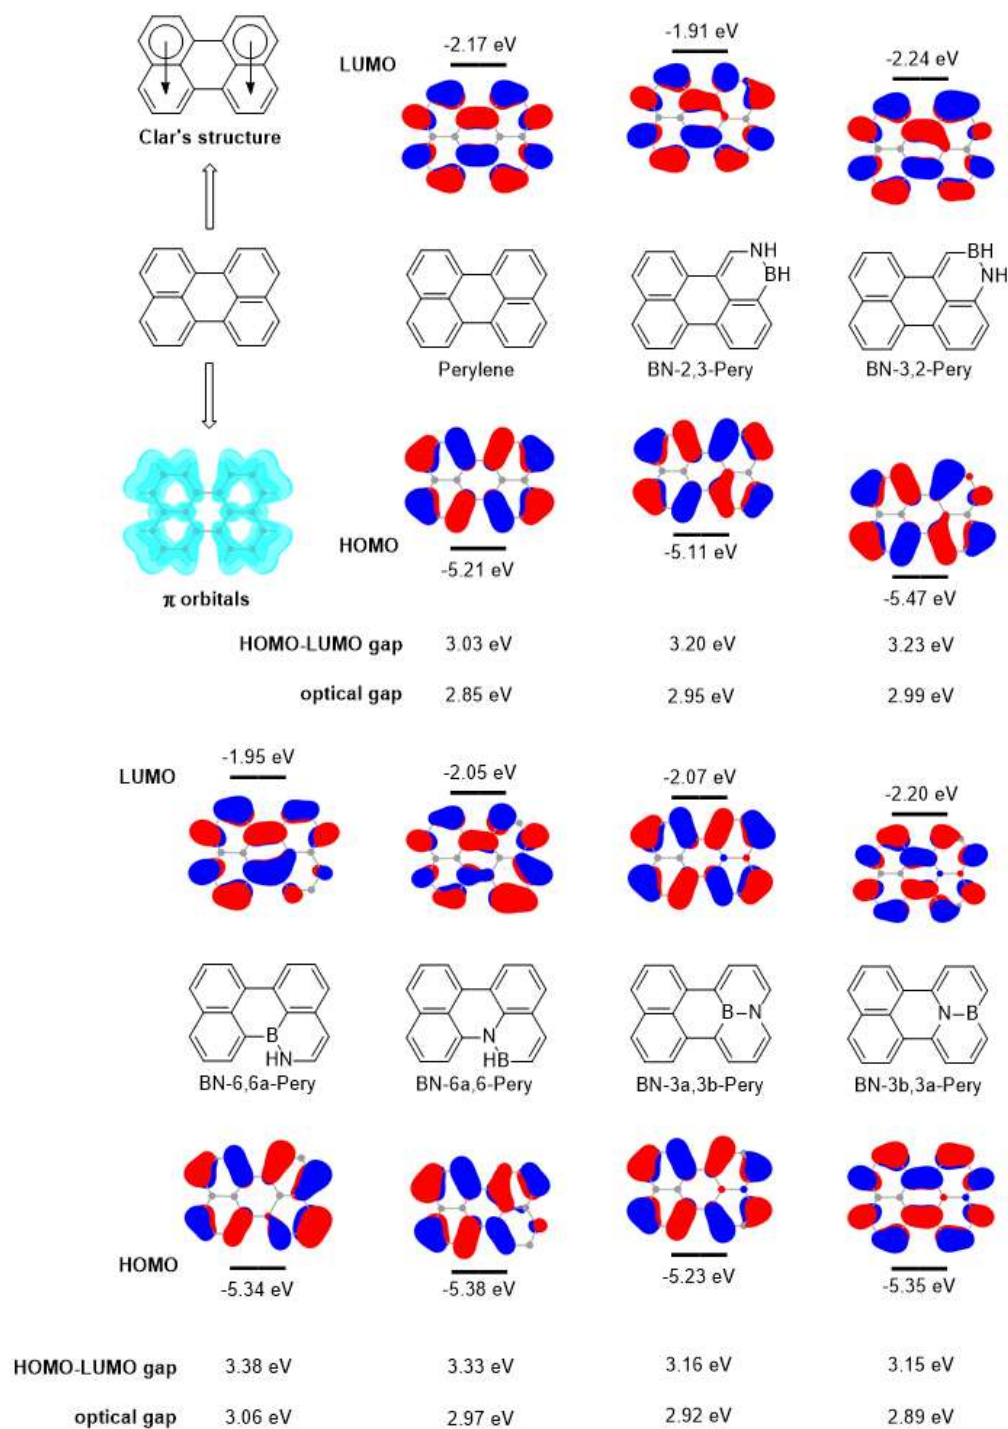 -2.17 eV
-1.91 eV
-2.24 eV
LUMO
Clar's structure
NH
BH
BH
NH
Perylene
BN-2,3-Pery
BN-3,2-Pery
HOMO
-5.21 eV
-5.11 eV
-5.47 eV
π orbitals
HOMO-LUMO gap
3.03 eV
3.20 eV
3.23 eV
optical gap
2.85 eV
2.95 eV
2.99 eV
LUMO
-1.95 eV
-2.05 eV
-2.07 eV
-2.20 eV
B
HN
N
HB
B N
N B
BN-6,6a-Pery
BN-6a,6-Pery
BN-3a,3b-Pery
BN-3b,3a-Pery
HOMO
-5.34 eV
-5.38 eV
-5.23 eV
-5.35 eV
HOMO-LUMO gap
3.38 eV
3.33 eV
3.16 eV
3.15 eV
optical gap
3.06 eV
2.97 eV
2.92 eV
2.89 eV